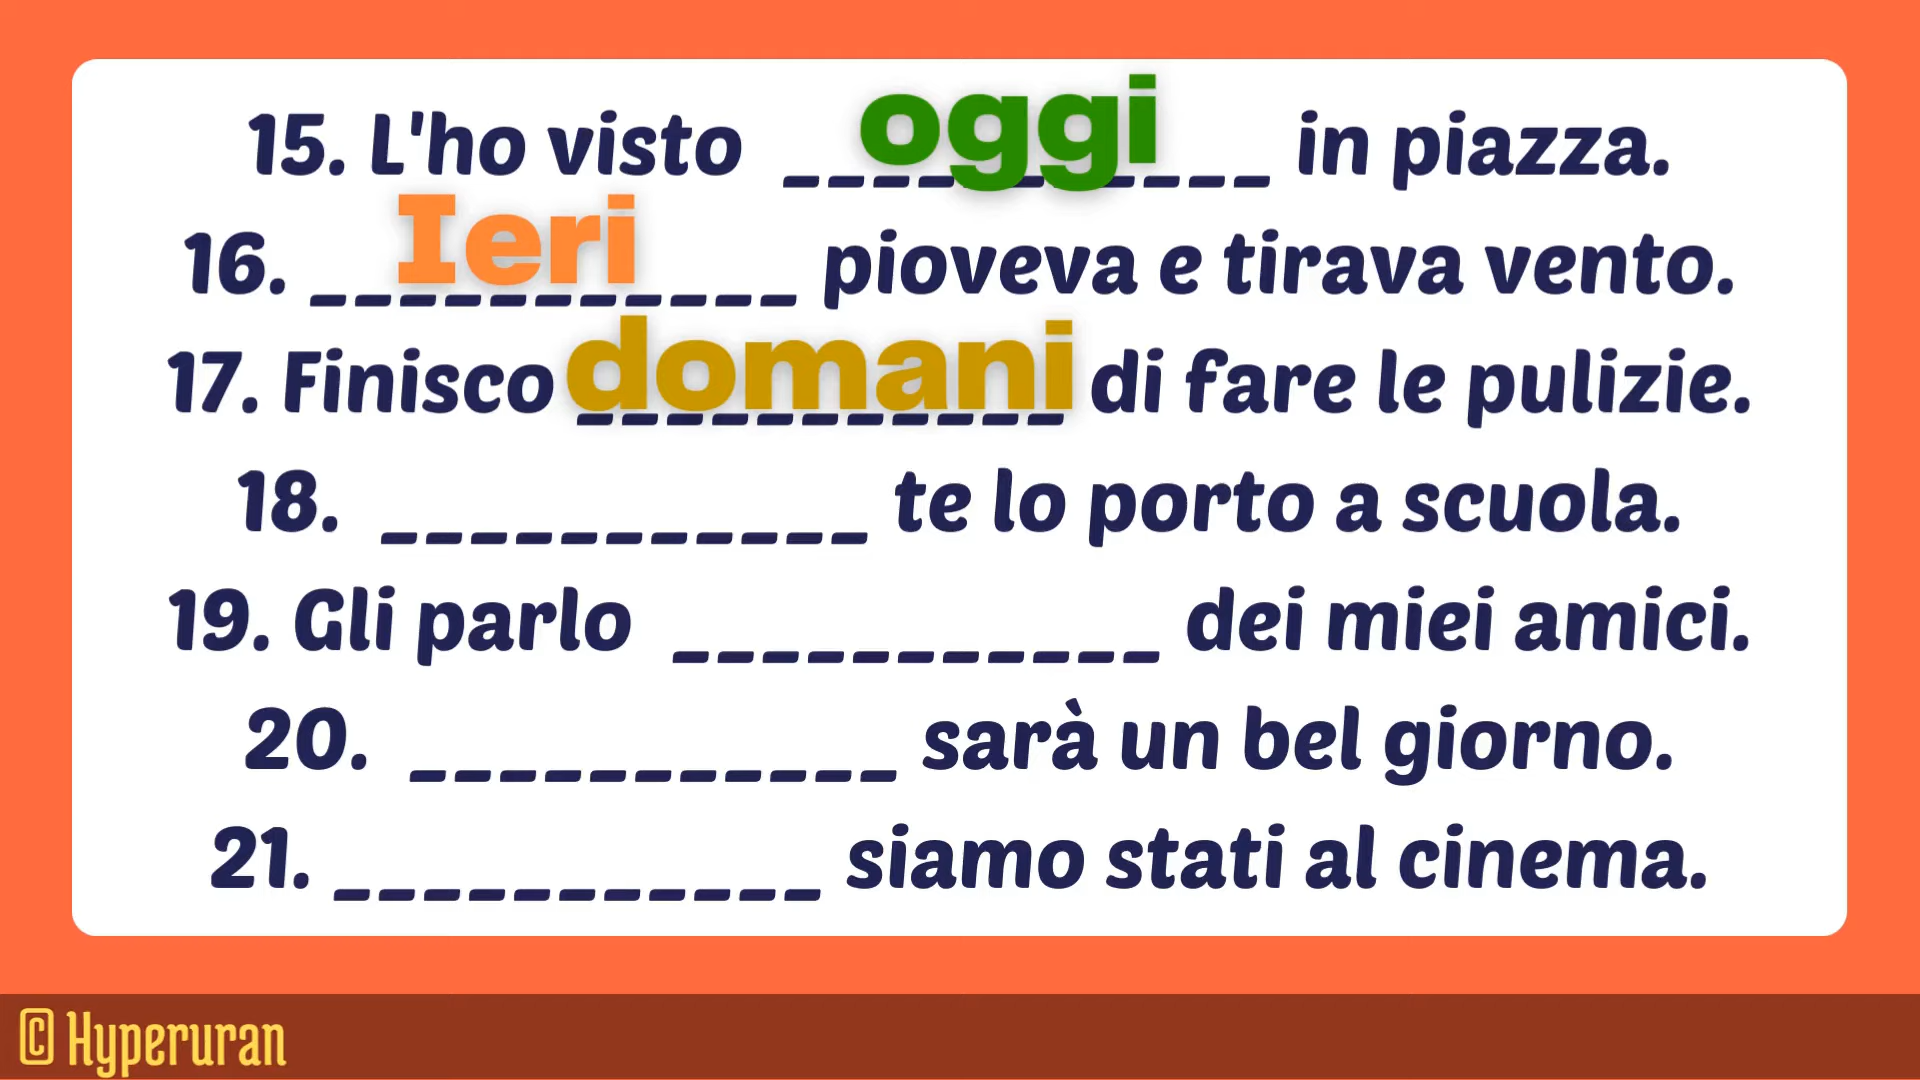 15. L'ho visto oggi in piazza.
16. Ieri pioveva e tirava vento.
17. Finisco domani di fare le pulizie.
18. ___________ te lo porto a scuola.
19. Gli parlo ___________ dei miei amici.
20. ___________ sarà un bel giorno.
21. ___________ siamo stati al cinema.
© Hyperuran